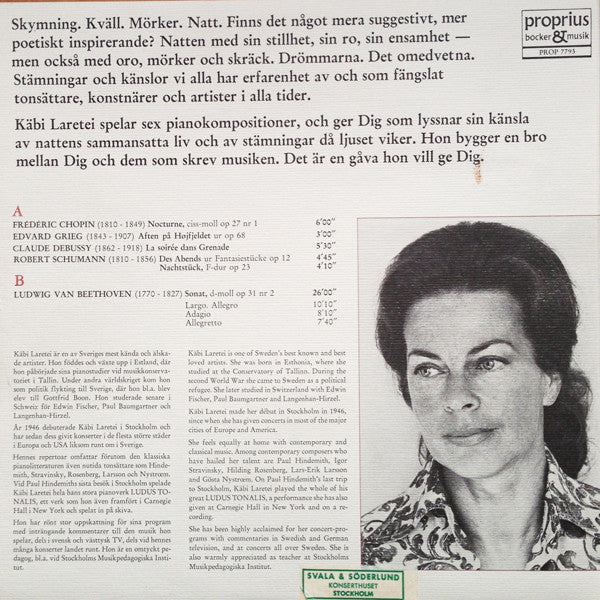 Skymning. Kväll. Mörker. Natt. Finns det något mera suggestivt, mer
poetiskt inspirerande? Natten med sin stillhet, sin ro, sin ensamhet —
men också med oro, mörker och skräck. Drömmarna. Det omedvetna.
Stämningar och känslor vi alla har erfarenhet av och som fängslat
tonsättare, konstnärer och artister i alla tider.
Käbi Laretei spelar sex pianokompositioner, och ger Dig som lyssnar sin känsla
av nattens sammansatta liv och av stämningar då ljuset viker. Hon bygger en bro
mellan Dig och dem som skrev musiken. Det är en gåva hon vill ge Dig.
proprius
bocker & musik
PROP 7795
A
FRÉDÉRIC CHOPIN (1810 - 1849) Nocturne, ciss-moll op 27 nr 1 6'00"
EDVARD GRIEG (1843 - 1907) Aften på Højfjeldet ur op 68 3'00"
CLAUDE DEBUSSY (1862 - 1918) La soirée dans Grenade 5'30"
ROBERT SCHUMANN (1810 - 1856) Des Abends ur Fantasiestücke op 12 4'45"
Nachtstück, F-dur op 23 4'10"
B
LUDWIG VAN BEETHOVEN (1770 - 1827) Sonat, d-moll op 31 nr 2 26'00"
Largo. Allegro 10'10"
Adagio 8'10"
Allegretto 7'40"
Käbi Laretei är en av Sveriges mest kända och älska-
de artister. Hon föddes och växte upp i Estland, där
hon påbörjade sina pianostudier vid musikkonserva-
toriet i Tallin. Under andra världskriget kom hon
som politisk flykting till Sverige, där hon bl.a. blev
elev till Gottfrid Boon. Hon studerade senare i
Schweiz för Edwin Fischer, Paul Baumgartner och
Langenhan-Hirzel.
År 1946 debuterade Käbi Laretei i Stockholm och
har sedan dess givit konserter i de flesta större städer
i Europa och USA liksom runt om i Sverige.
Hennes repertoar omfattar förutom den klassiska
pianolitteraturen även nutida tonsättare som Hinde-
mith, Stravinsky, Rosenberg, Larsson och Nystrœm.
Vid Paul Hindemiths sista besök i Stockholm spelade
Käbi Laretei hela hans stora pianoverk LUDUS TO-
NALIS, ett verk som hon även framfört i Carnegie
Hall i New York och spelat in på skiva.
Hon har rönt stor uppskattning för sina program
med inträngande kommentarer till den musik hon
spelar, dels i svensk och västtysk TV, dels vid hennes
många konserter landet runt. Hon är en omtyckt pe-
dagog, bl.a. vid Stockholms Musikpedagogiska Insti-
tut.
Käbi Laretei is one of Sweden's best known and best
loved artists. She was born in Esthonia, where she
studied at the Conservatory of Tallinn. During the
second World War she came to Sweden as a political
refugee. She later studied in Switzerland with Edwin
Fischer, Paul Baumgartner and Langenhan-Hirzel.
Käbi Laretei made her début in Stockholm in 1946,
since when she has given concerts in most of the major
cities of Europe and America.
She feels equally at home with contemporary and
classical music. Among contemporary composers who
have hailed her talent are Paul Hindemith, Igor
Stravinsky, Hilding Rosenberg, Lars-Erik Larsson
and Gösta Nystrœm. On Paul Hindemith's last trip
to Stockholm, Käbi Laretei played the whole of his
great LUDUS TONALIS, a performance she has also
given at Carnegie Hall in New York and on a re-
cording.
She has been highly acclaimed for her concert-pro-
grams with commentaries in Swedish and German
television, and at concerts all over Sweden. She is
also warmly appreciated as teacher at Stockholms
Musikpedagogiska Institut.
SVALA & SÖDERLUND
KONSERTHUSET
STOCKHOLM